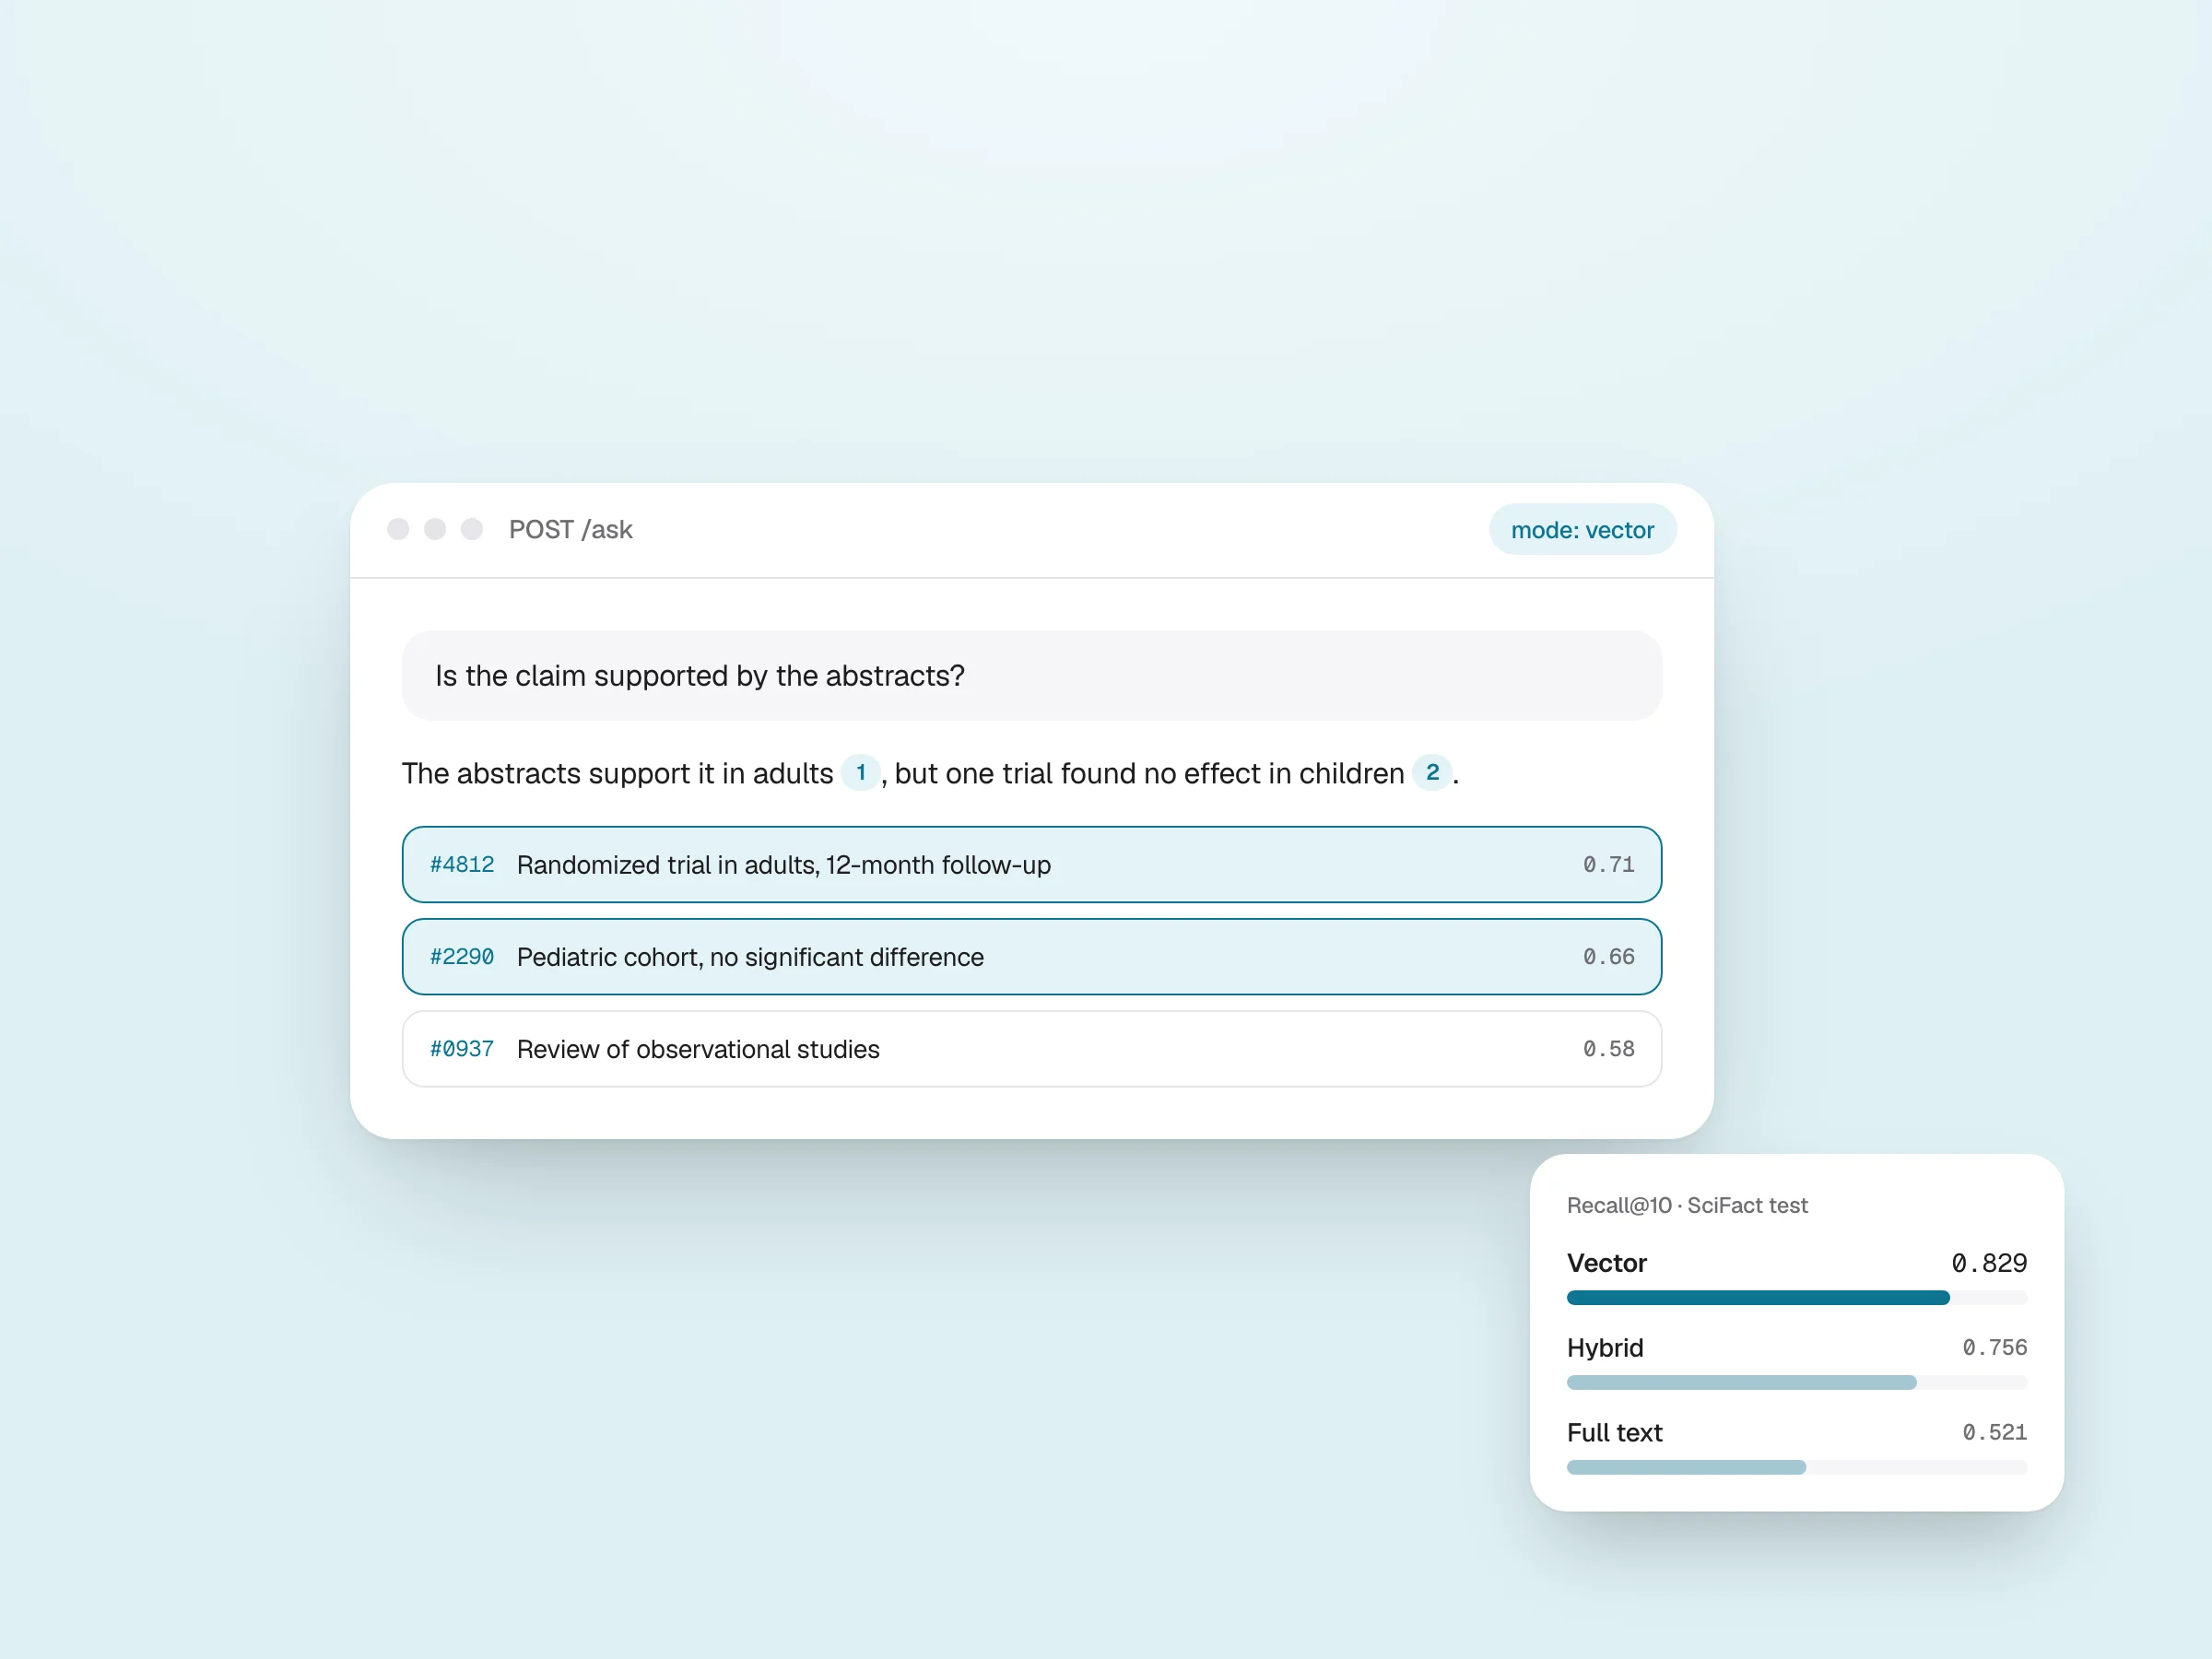 POST /ask
mode: vector
Is the claim supported by the abstracts?
The abstracts support it in adults 1, but one trial found no effect in children 2.
#4812 Randomized trial in adults, 12-month follow-up 0.71
#2290 Pediatric cohort, no significant difference 0.66
#0937 Review of observational studies 0.58
Recall@10 · SciFact test
Vector 0.829
Hybrid 0.756
Full text 0.521